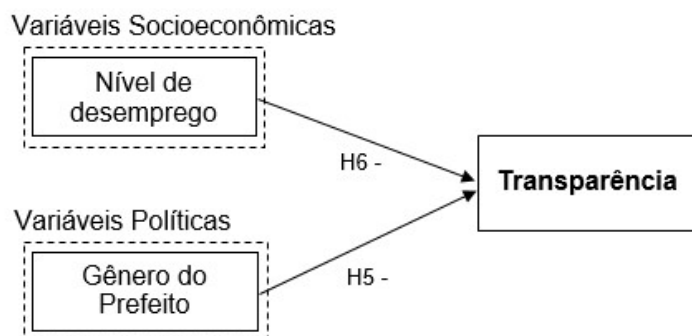 Variáveis Socioeconômicas
Nível de
desemprego
H6 -
Transparência
Variáveis Políticas
Gênero do
Prefeito
H5 -